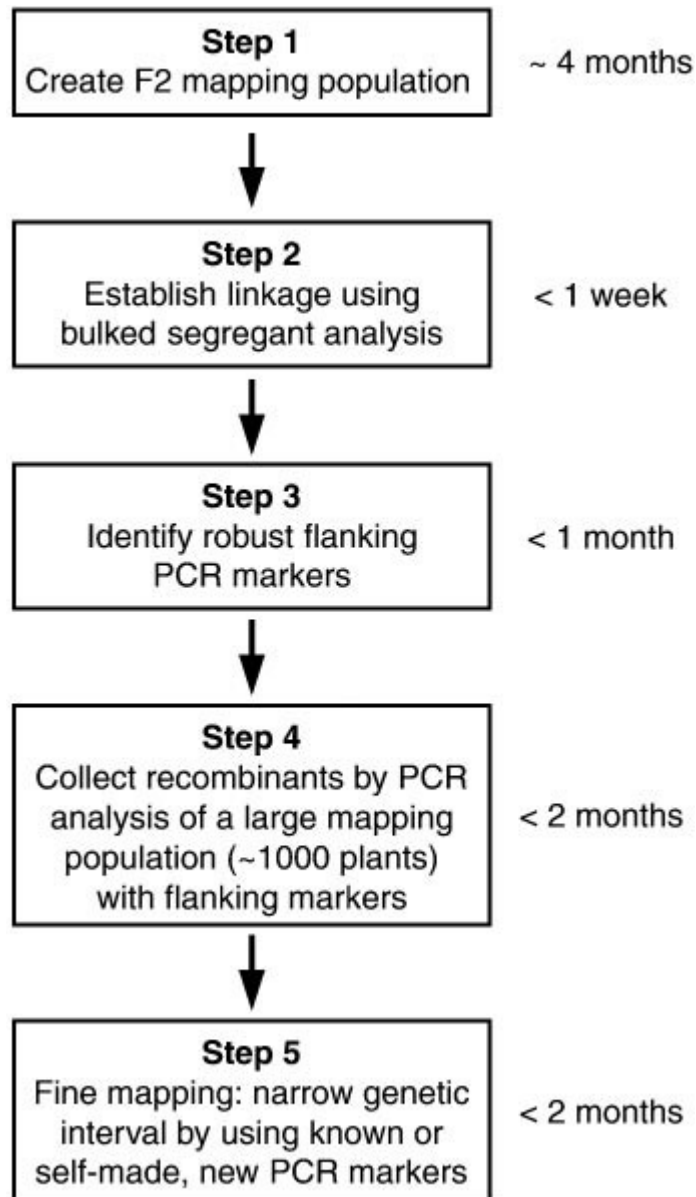 Step 1
Create F2 mapping population
~ 4 months
Step 2
Establish linkage using
bulked segregant analysis
< 1 week
Step 3
Identify robust flanking
PCR markers
< 1 month
Step 4
Collect recombinants by PCR
analysis of a large mapping
population (~1000 plants)
with flanking markers
< 2 months
Step 5
Fine mapping: narrow genetic
interval by using known or
self-made, new PCR markers
< 2 months